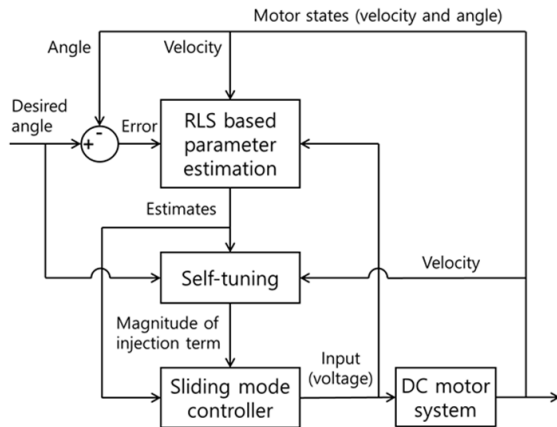 Motor states (velocity and angle)
Angle
Velocity
Desired
angle
-
+
Error
RLS based
parameter
estimation
Estimates
Self-tuning
Velocity
Magnitude of
injection term
Input
(voltage)
Sliding mode
controller
DC motor
system